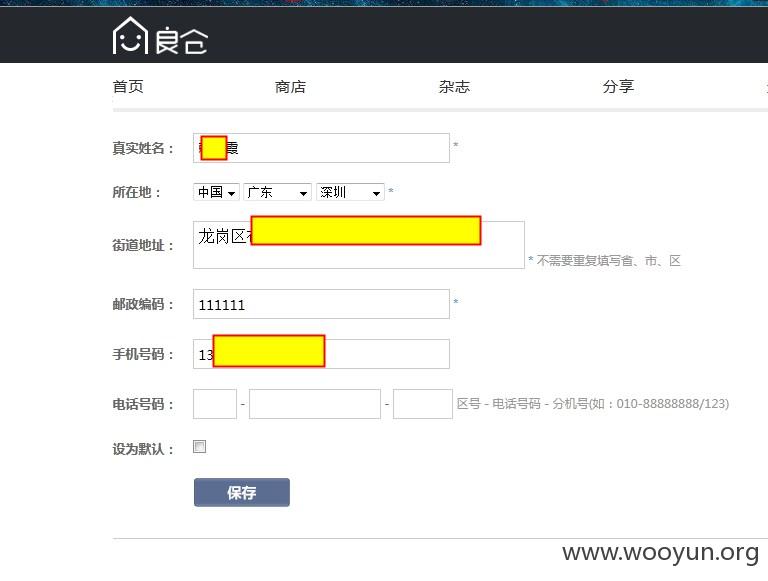 良仓
首页 商店 杂志 分享
真实姓名： 霞 *
所在地： 中国 广东 深圳 *
街道地址： 龙岗区
* 不需要重复填写省、市、区
邮政编码： 111111 *
手机号码： 13
电话号码： - - 区号 - 电话号码 - 分机号(如：010-88888888/123)
设为默认：
保存
www.wooyun.org